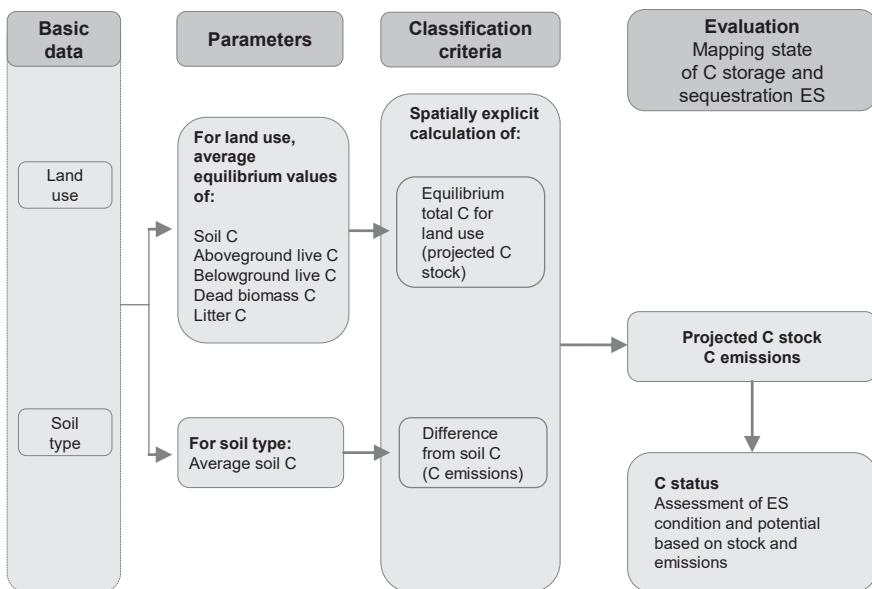 Basic
data
Parameters
Classification
criteria
Evaluation
Mapping state
of C storage and
sequestration ES
Land
use
Soil
type
For land use,
average
equilibrium values
of:
Soil C
Aboveground live C
Belowground live C
Dead biomass C
Litter C
For soil type:
Average soil C
Spatially explicit
calculation of:
Equilibrium
total C for
land use
(projected C
stock)
Difference
from soil C
(C emissions)
Projected C stock
C emissions
C status
Assessment of ES
condition and potential
based on stock and
emissions